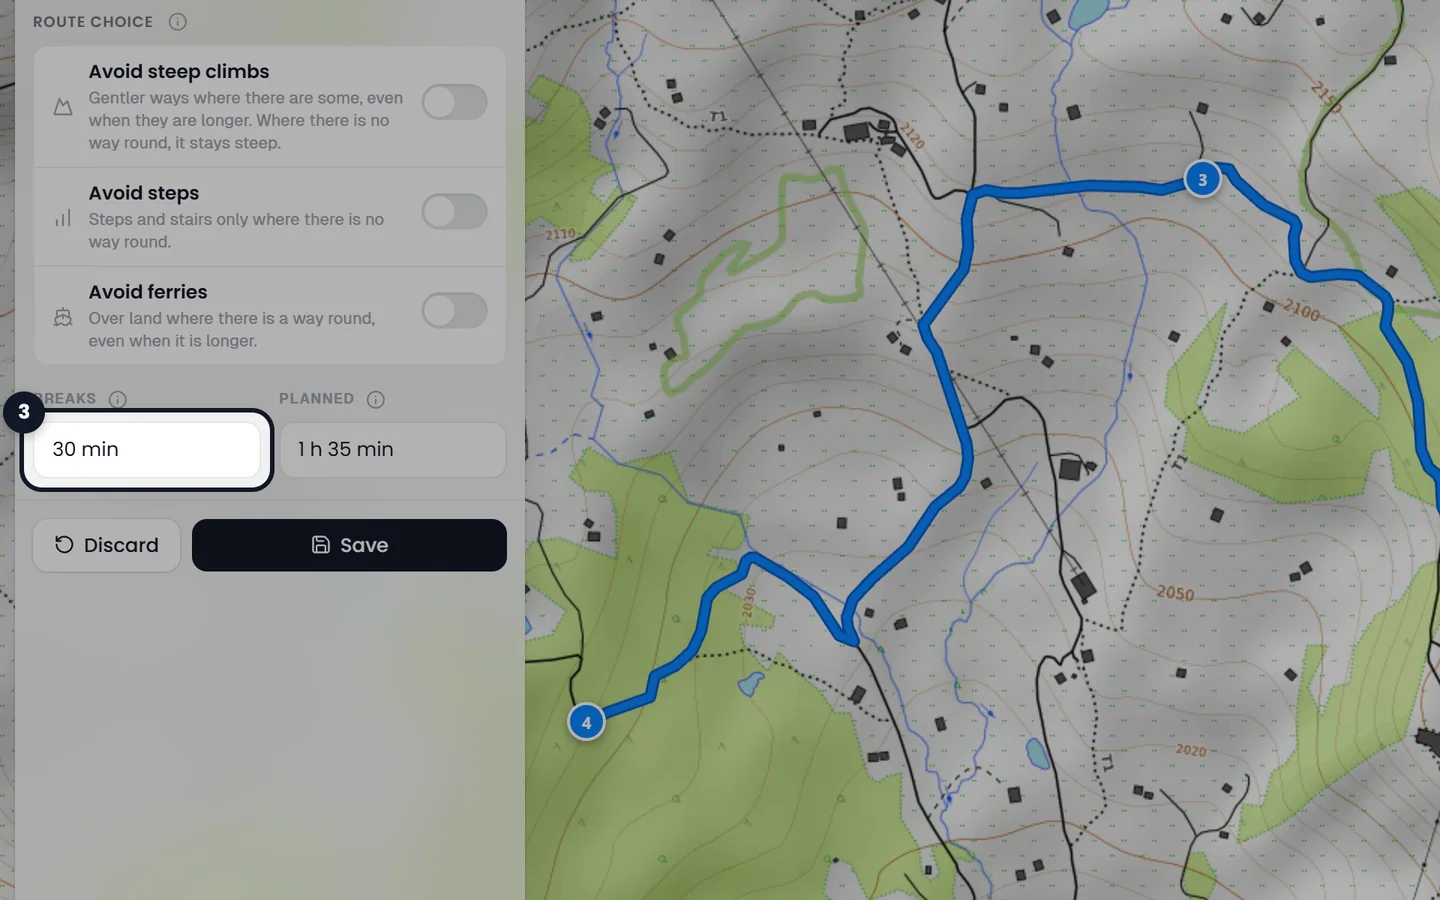 ROUTE CHOICE
Avoid steep climbs
Gentler ways where there are some, even
when they are longer. Where there is no
way round, it stays steep.
Avoid steps
Steps and stairs only where there is no
way round.
Avoid ferries
Over land where there is a way round,
even when it is longer.
BREAKS
PLANNED
3
30 min
1 h 35 min
Discard
Save
T1
2120
2150
3
2110
2100
T1
2050
2030
4
2020
T1